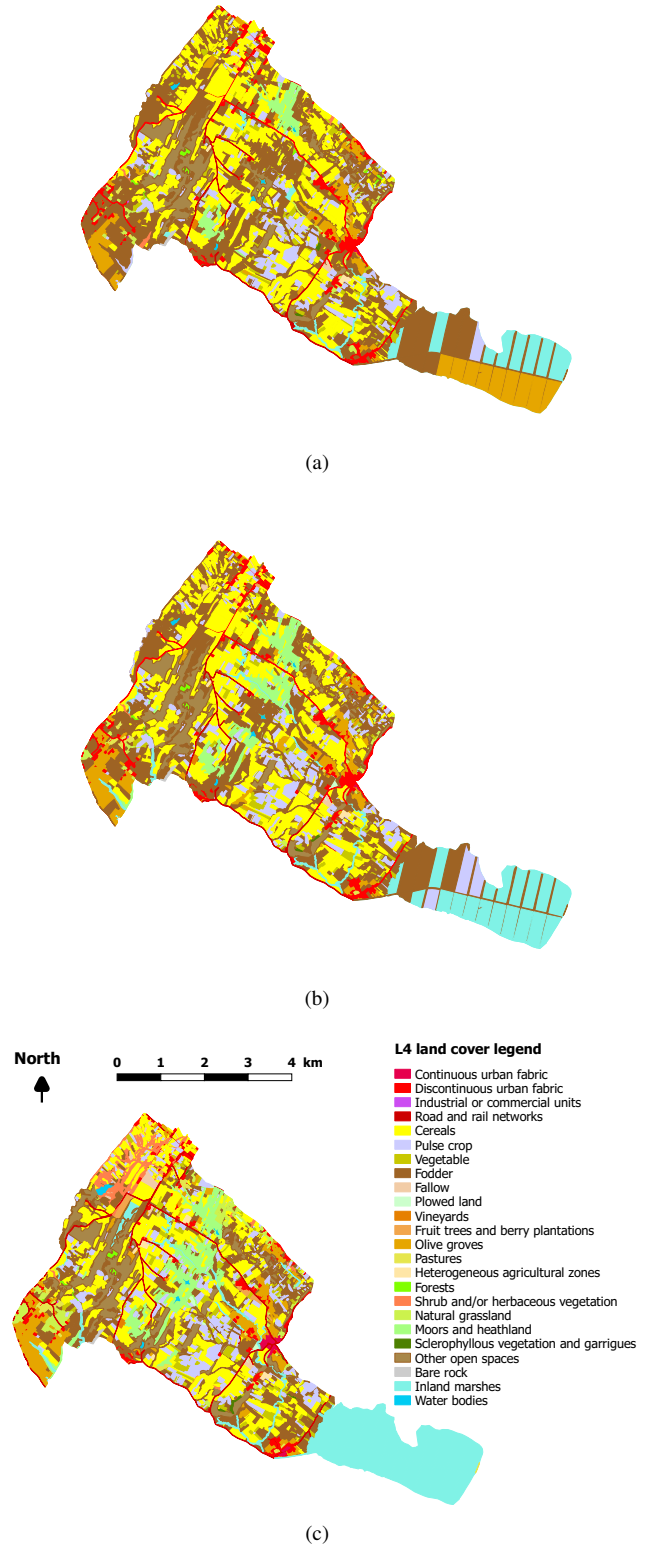 (a)
(b)
North
0 1 2 3 4 km
L4 land cover legend
Continuous urban fabric
Discontinuous urban fabric
Industrial or commercial units
Road and rail networks
Cereals
Pulse crop
Vegetable
Fodder
Fallow
Plowed land
Vineyards
Fruit trees and berry plantations
Olive groves
Pastures
Heterogeneous agricultural zones
Forests
Shrub and/or herbaceous vegetation
Natural grassland
Moors and heathland
Sclerophyllous vegetation and garrigues
Other open spaces
Bare rock
Inland marshes
Water bodies
(c)